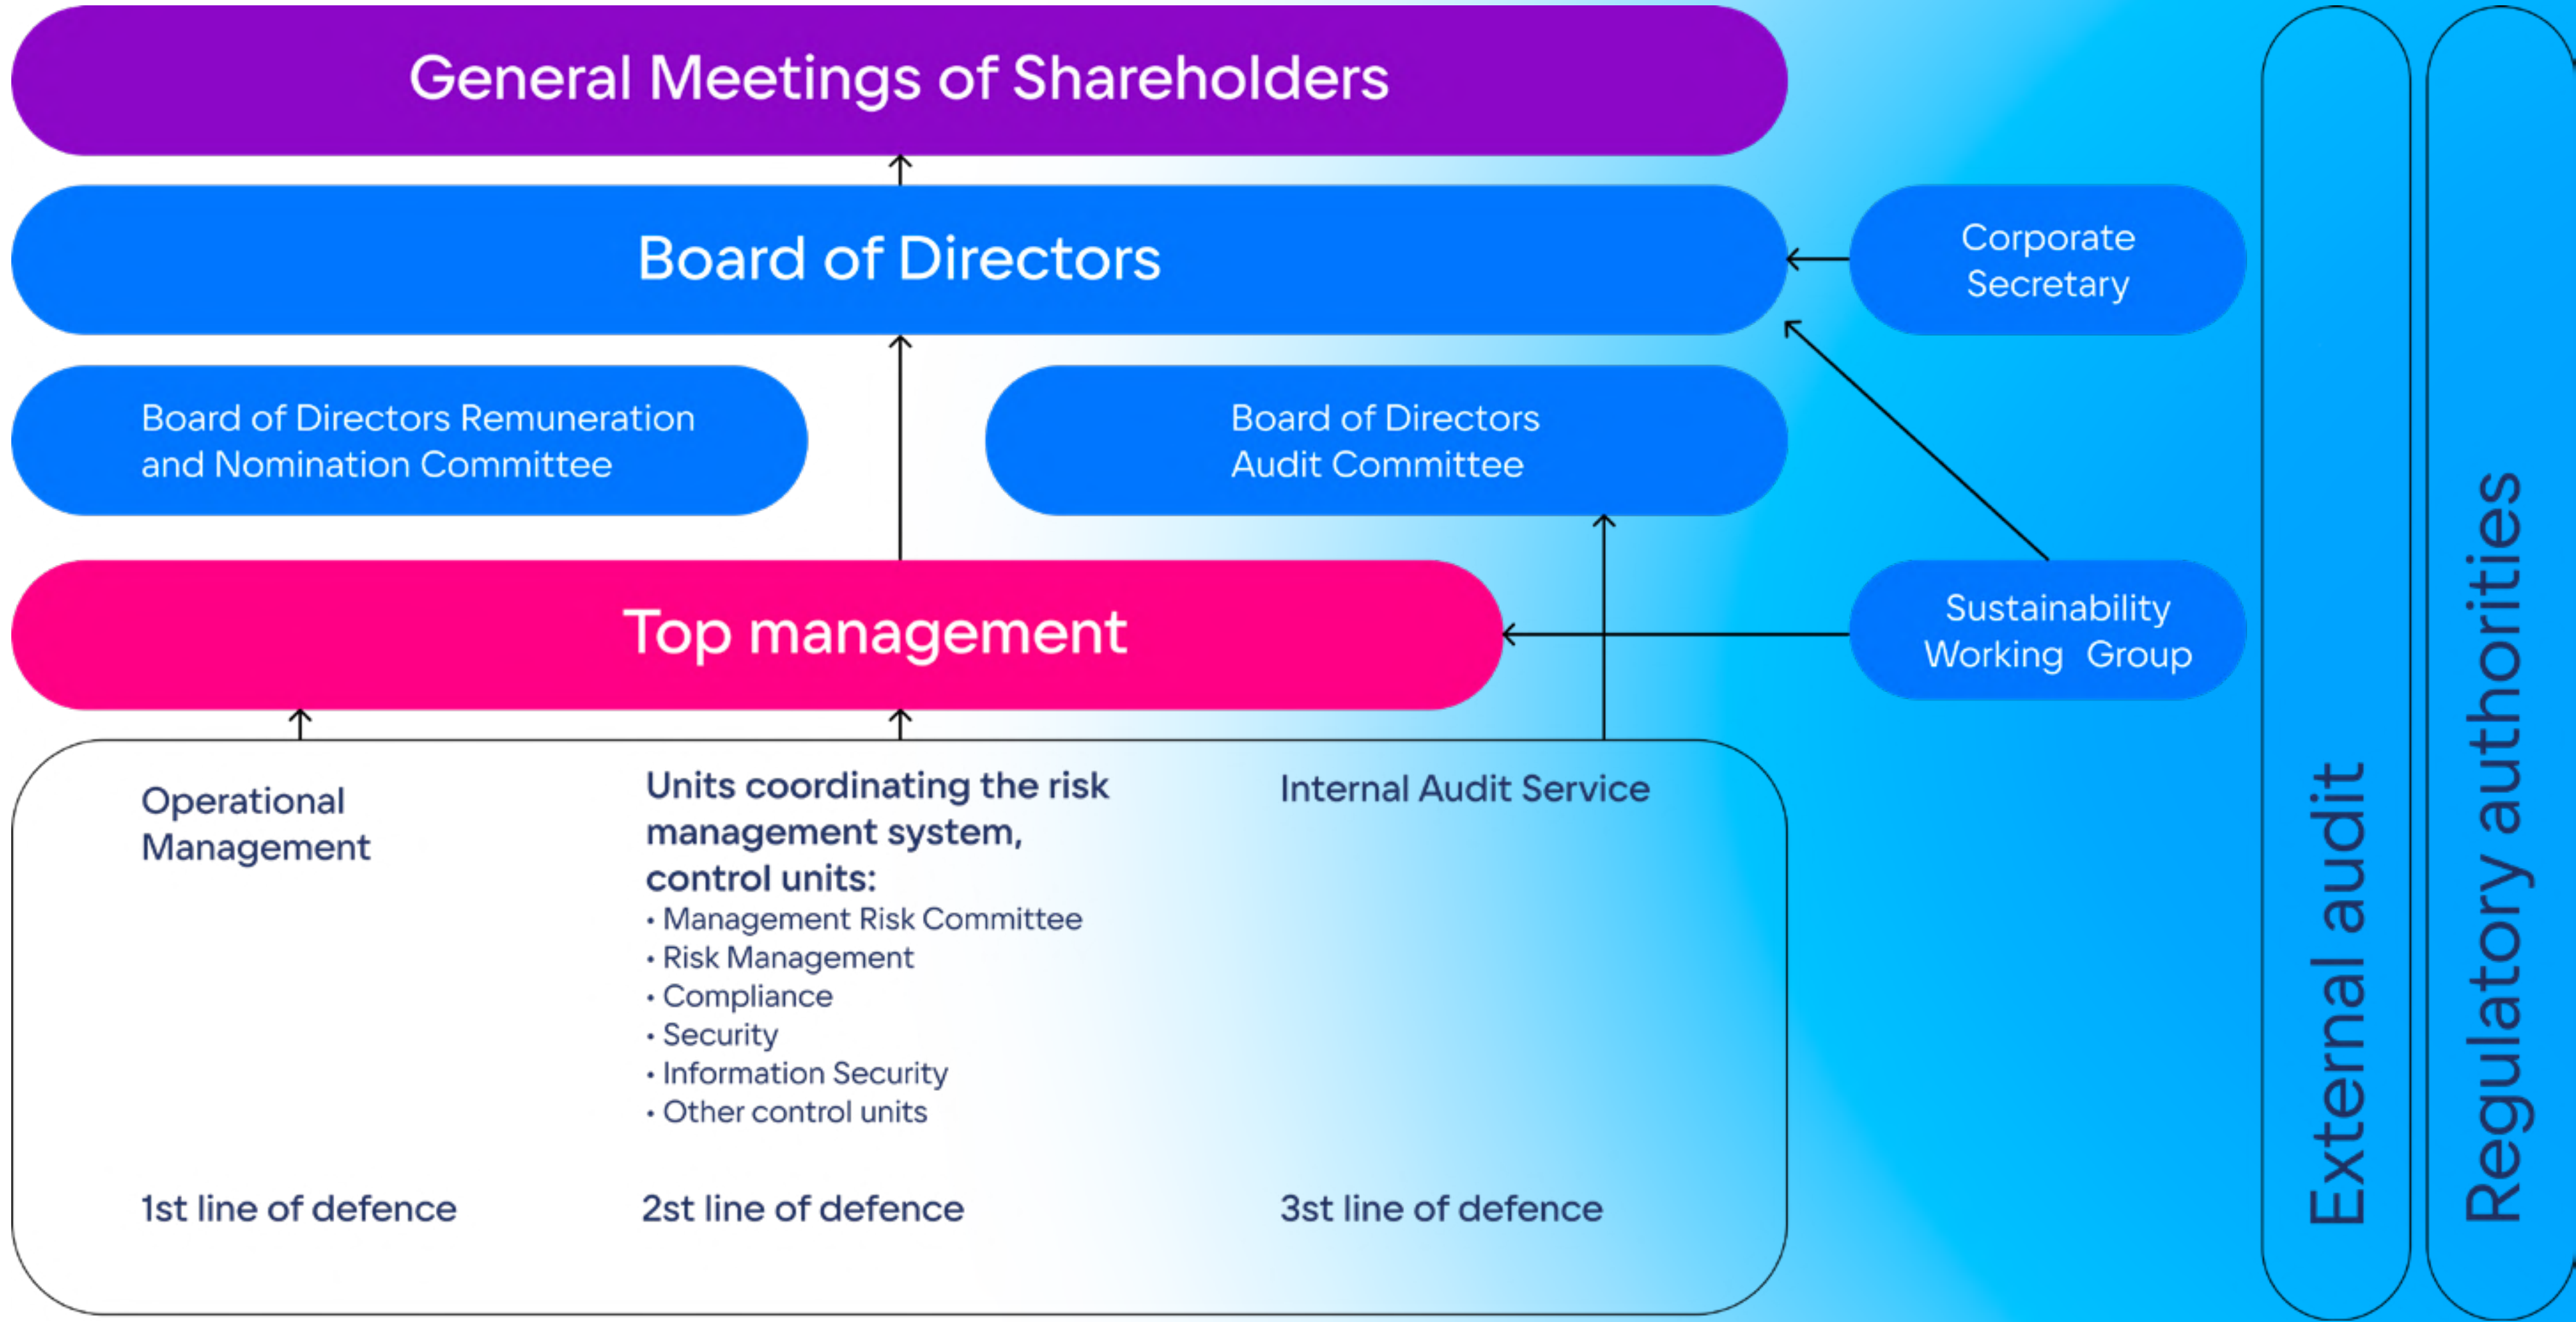 General Meetings of Shareholders
Board of Directors
Corporate
Secretary
Board of Directors Remuneration
and Nomination Committee
Board of Directors
Audit Committee
Top management
Sustainability
Working Group
Operational
Management
Units coordinating the risk
management system,
control units:
• Management Risk Committee
• Risk Management
• Compliance
• Security
• Information Security
• Other control units
Internal Audit Service
1st line of defence
2st line of defence
3st line of defence
External audit
Regulatory authorities